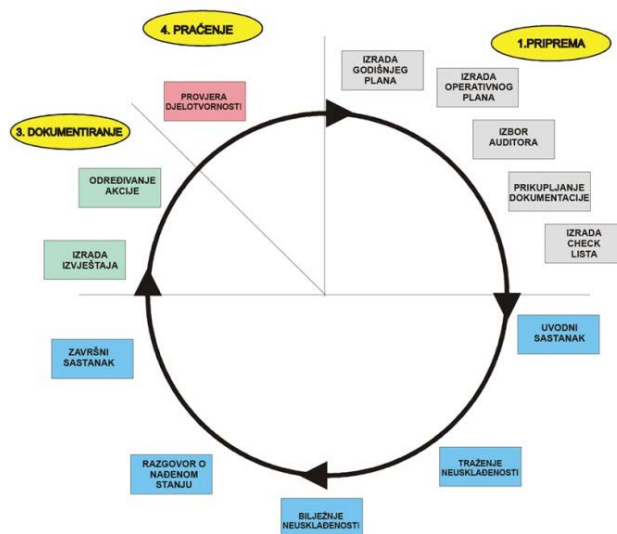 4. PRAĆENJE
1.PRIPREMA
IZRADA
GODIŠNJEG
PLANA
IZRADA
OPERATIVNOG
PLANA
IZBOR
AUDITORA
PRIKUPLJANJE
DOKUMENTACIJE
IZRADA
CHECK
LISTA
UVODNI
SASTANAK
TRAŽENJE
NEUSKLAĐENOSTI
BILJEŽNJE
NEUSKLAĐENOSTI
RAZGOVOR O
NAĐENOM
STANJU
ZAVRŠNI
SASTANAK
3. DOKUMENTIRANJE
IZRADA
IZVJEŠTAJA
ODREĐIVANJE
AKCIJE
PROVJERA
DJELOTVORNOSTI